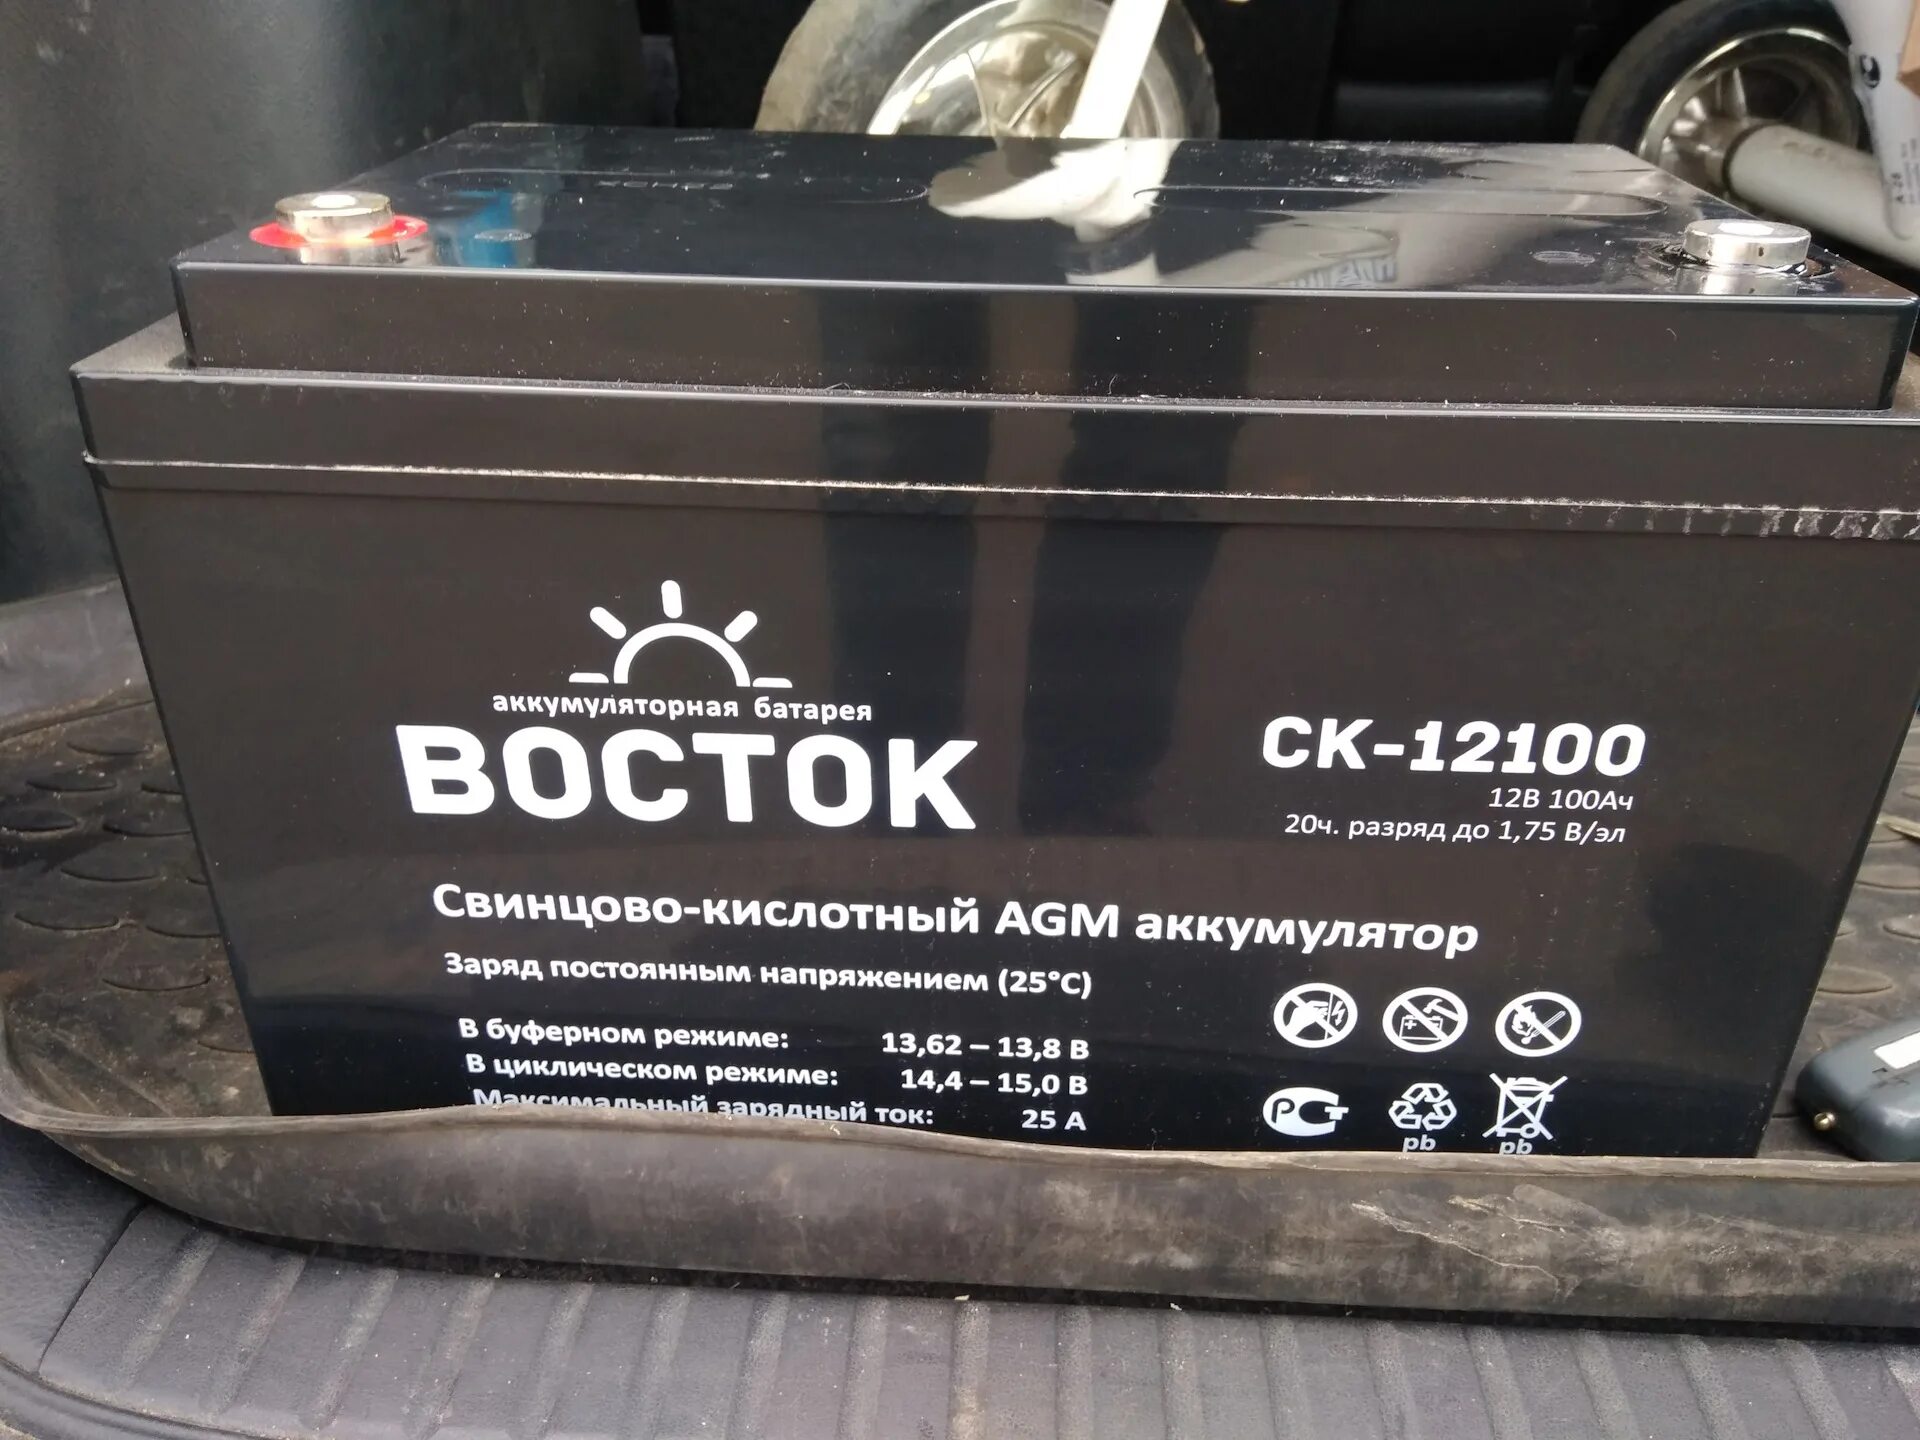 аккумуляторная батарея
ВОСТОК
СК-12100
12В 100Ач
20ч. разряд до 1,75 В/эл
Свинцово-кислотный AGM аккумулятор
Заряд постоянным напряжением (25°C)
В буферном режиме: 13,62 – 13,8 В
В циклическом режиме: 14,4 – 15,0 В
Максимальный зарядный ток: 25 А
РСТ
pb
pb